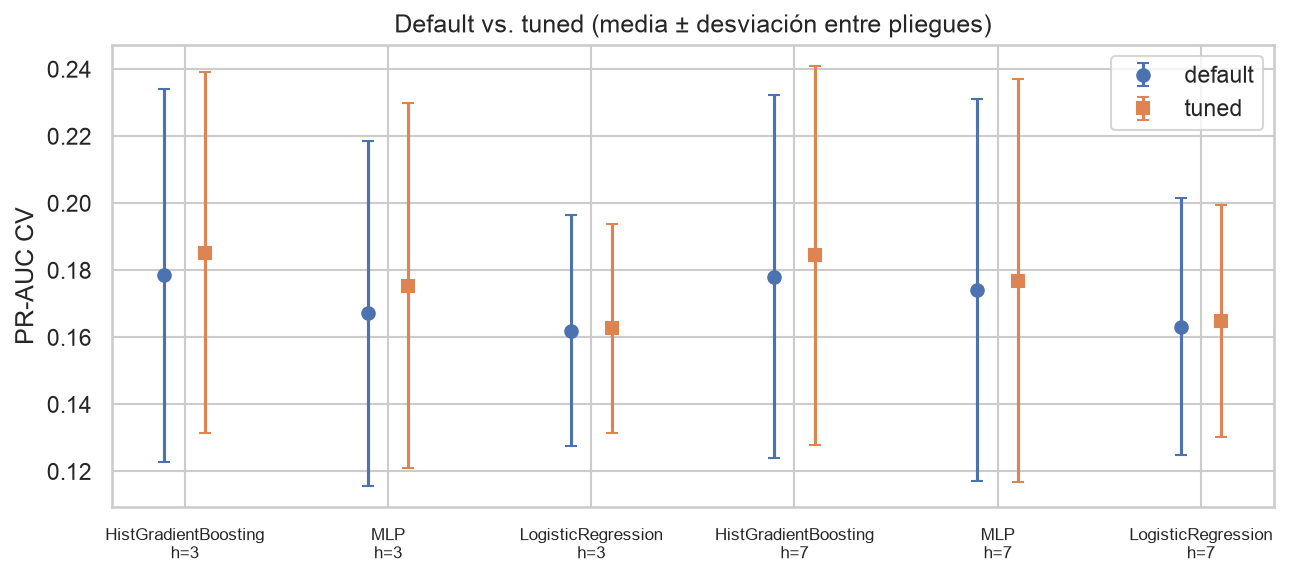 Default vs. tuned (media ± desviación entre pliegues)
default
tuned
PR-AUC CV
0.24
0.22
0.20
0.18
0.16
0.14
0.12
HistGradientBoosting
h=3
MLP
h=3
LogisticRegression
h=3
HistGradientBoosting
h=7
MLP
h=7
LogisticRegression
h=7